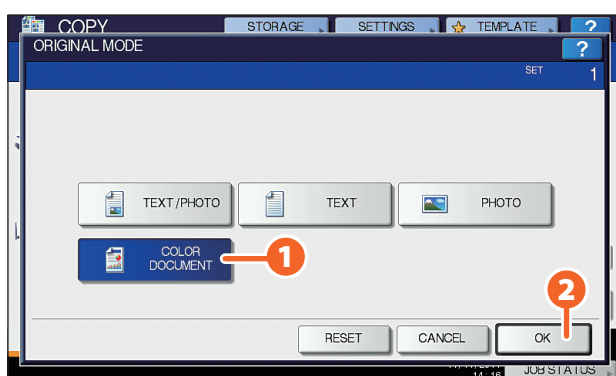 COPY STORAGE SETTINGS TEMPLATE ?
ORIGINAL MODE ?
SET 1
TEXT/PHOTO TEXT PHOTO
COLOR
DOCUMENT
1
2
RESET CANCEL OK
14:16 JOB STATUS